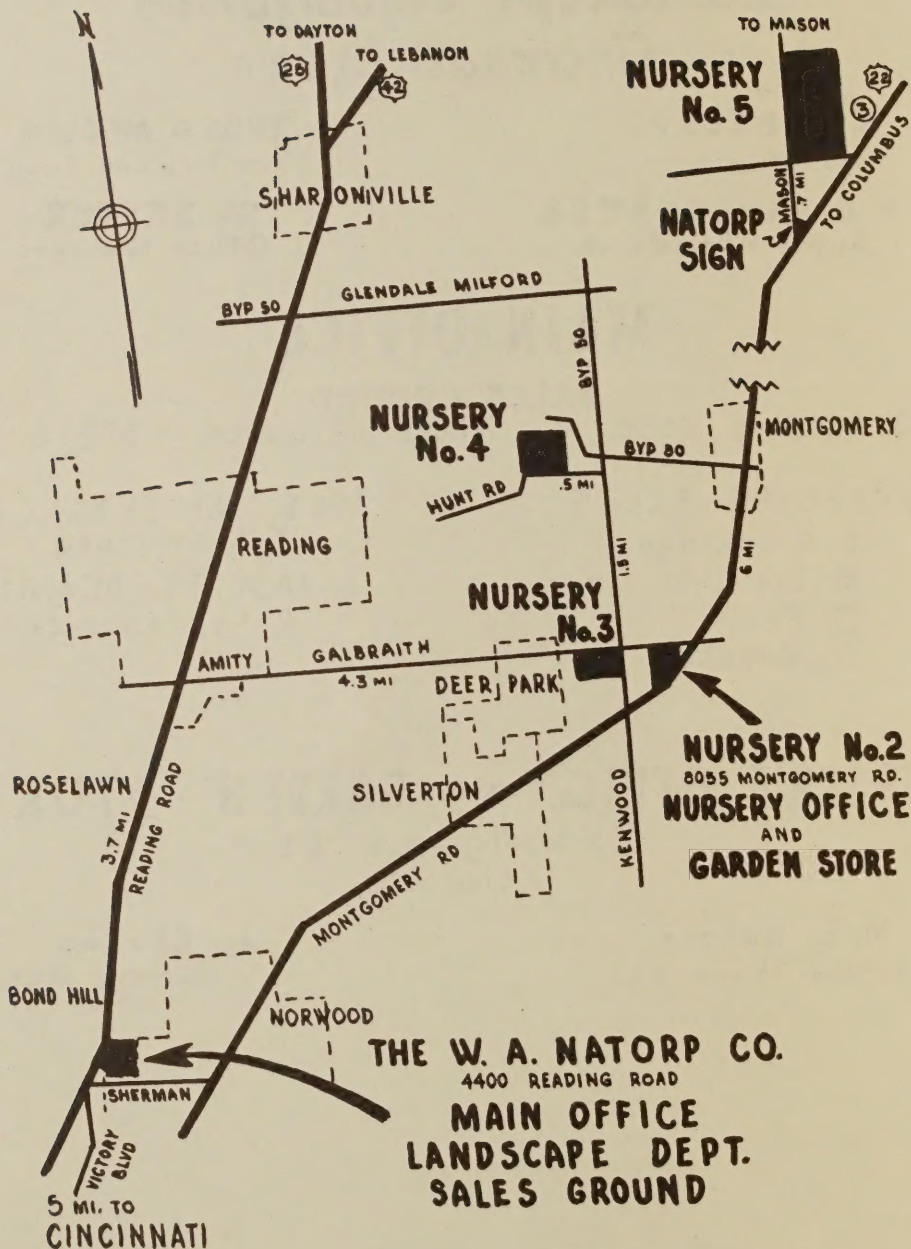 N
TO DAYTON
TO LEBANON
25
42
TO MASON
NURSERY
No. 5
22
3
SHARONVILLE
MASON
.7 MI
TO COLUMBUS
NATORP
SIGN
BYP 50
GLENDALE MILFORD
BYP 50
NURSERY
No. 4
MONTGOMERY
BYP 50
HUNT RD
.5 MI
READING
1.5 MI
6 MI
NURSERY
No. 3
AMITY
GALBRAITH
4.3 MI
DEER PARK
NURSERY No.2
8055 MONTGOMERY RD.
NURSERY OFFICE
AND
GARDEN STORE
ROSELAWN
SILVERTON
3.7 MI
READING ROAD
KENWOOD
MONTGOMERY RD
BOND HILL
NORWOOD
THE W. A. NATORP CO.
4400 READING ROAD
MAIN OFFICE
LANDSCAPE DEPT.
SALES GROUND
SHERMAN
VICTORY
BLVD
5 MI. TO
CINCINNATI